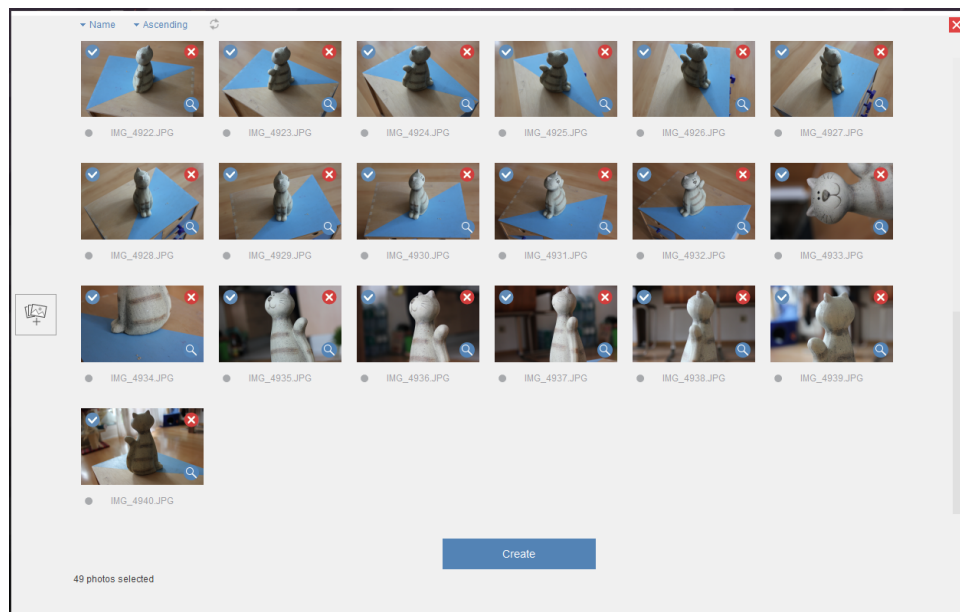 Name Ascending
IMG_4922.JPG IMG_4923.JPG IMG_4924.JPG IMG_4925.JPG IMG_4926.JPG IMG_4927.JPG
IMG_4928.JPG IMG_4929.JPG IMG_4930.JPG IMG_4931.JPG IMG_4932.JPG IMG_4933.JPG
IMG_4934.JPG IMG_4935.JPG IMG_4936.JPG IMG_4937.JPG IMG_4938.JPG IMG_4939.JPG
IMG_4940.JPG
Create
49 photos selected